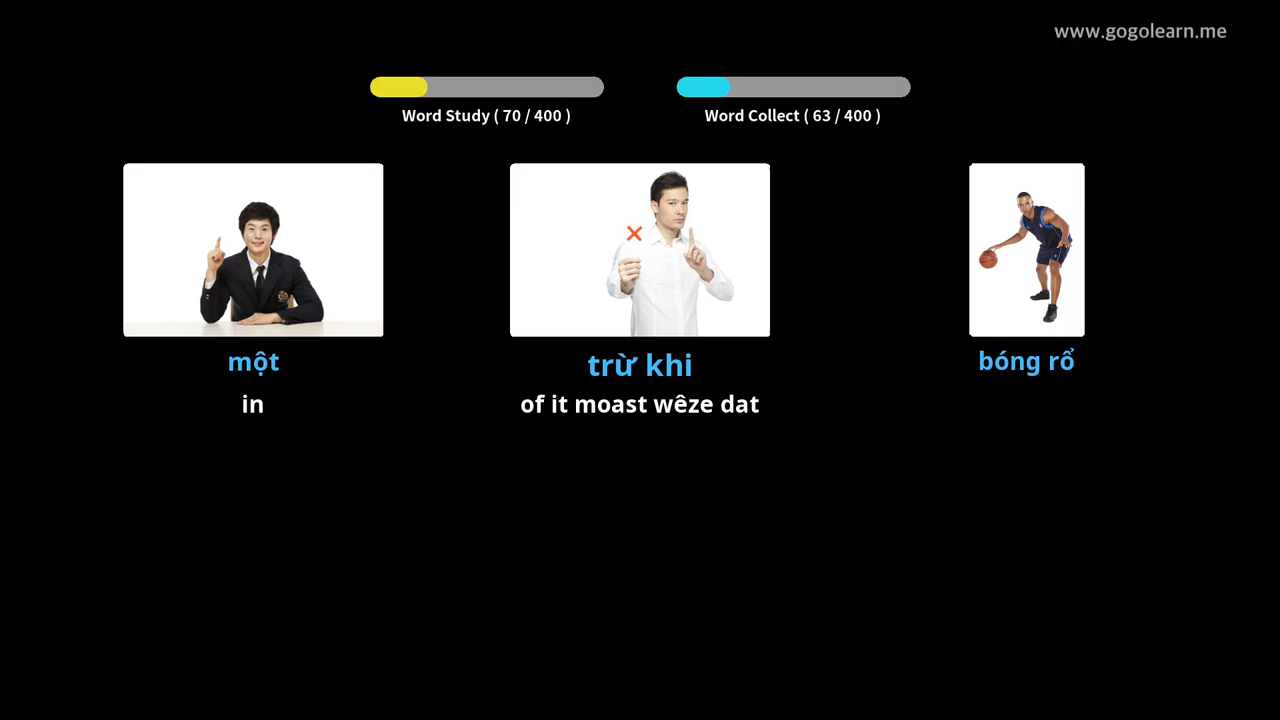 www.gogolearn.me
Word Study ( 70 / 400 )
Word Collect ( 63 / 400 )
một
in
trừ khi
of it moast wêze dat
bóng rổ